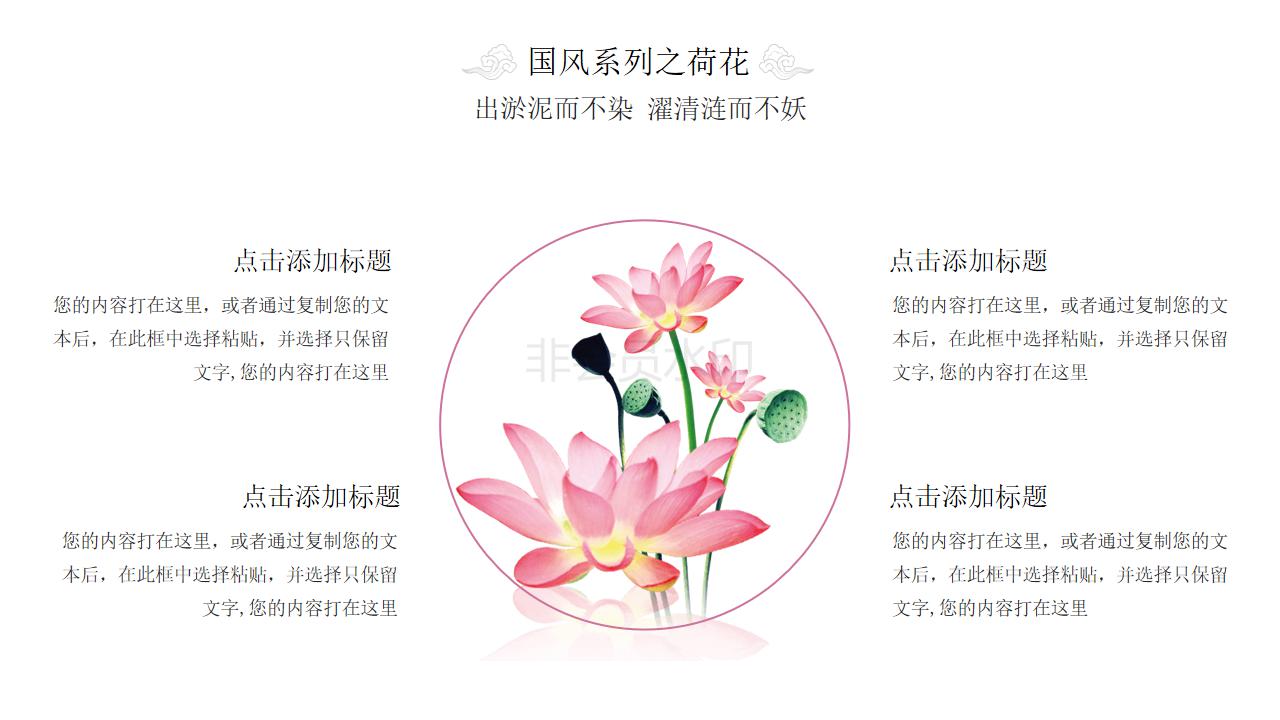 国风系列之荷花
出淤泥而不染 濯清涟而不妖
点击添加标题
您的内容打在这里，或者通过复制您的文
本后，在此框中选择粘贴，并选择只保留
文字,您的内容打在这里
点击添加标题
您的内容打在这里，或者通过复制您的文
本后，在此框中选择粘贴，并选择只保留
文字,您的内容打在这里
非会员水印
点击添加标题
您的内容打在这里，或者通过复制您的文
本后，在此框中选择粘贴，并选择只保留
文字,您的内容打在这里
点击添加标题
您的内容打在这里，或者通过复制您的文
本后，在此框中选择粘贴，并选择只保留
文字,您的内容打在这里